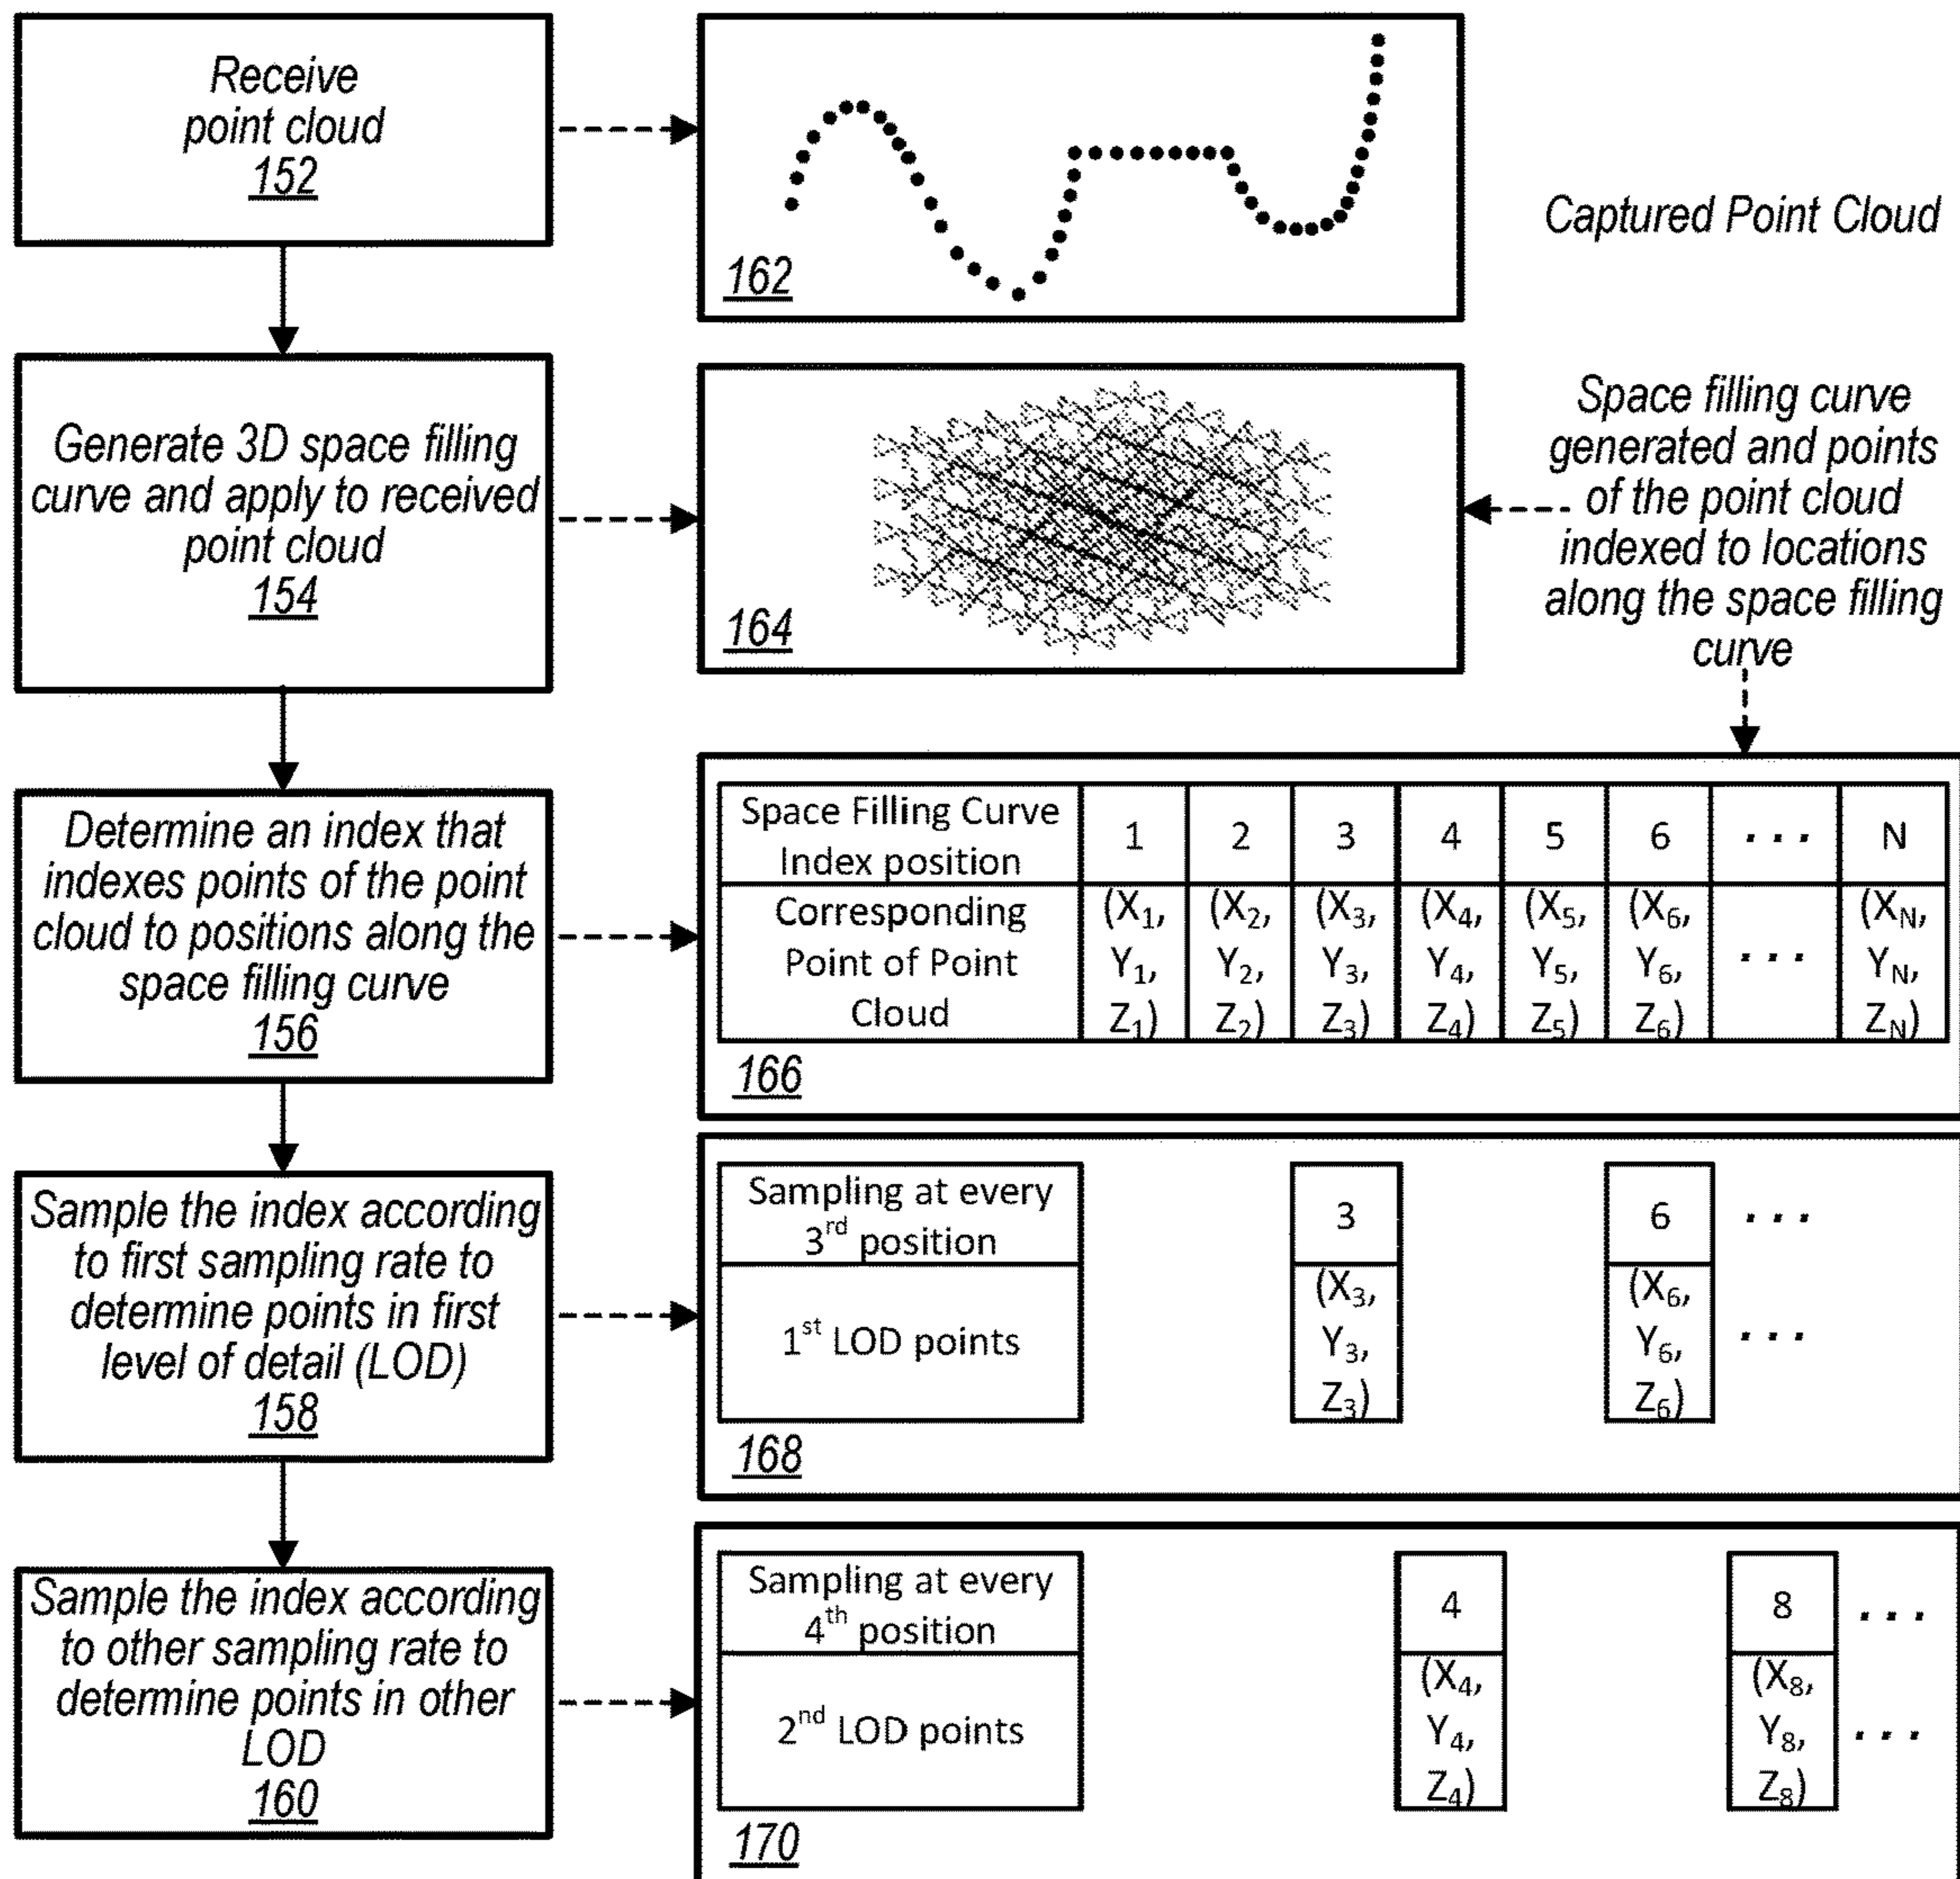 Receive
point cloud
152
162
Captured Point Cloud
Generate 3D space filling
curve and apply to received
point cloud
154
164
Space filling curve
generated and points
of the point cloud
indexed to locations
along the space filling
curve
Determine an index that
indexes points of the point
cloud to positions along the
space filling curve
156
Space Filling Curve
Index position
1 2 3 4 5 6 ... N
Corresponding
Point of Point
Cloud
(X1, (X2, (X3, (X4, (X5, (X6, (XN,
Y1, Y2, Y3, Y4, Y5, Y6, ... YN,
Z1) Z2) Z3) Z4) Z5) Z6) ZN)
166
Sample the index according
to first sampling rate to
determine points in first
level of detail (LOD)
158
Sampling at every
3rd position
3 6 ...
1st LOD points
(X3, (X6,
Y3, Y6, ...
Z3) Z6)
168
Sample the index according
to other sampling rate to
determine points in other
LOD
160
Sampling at every
4th position
4 8 ...
2nd LOD points
(X4, (X8,
Y4, Y8, ...
Z4) Z8)
170